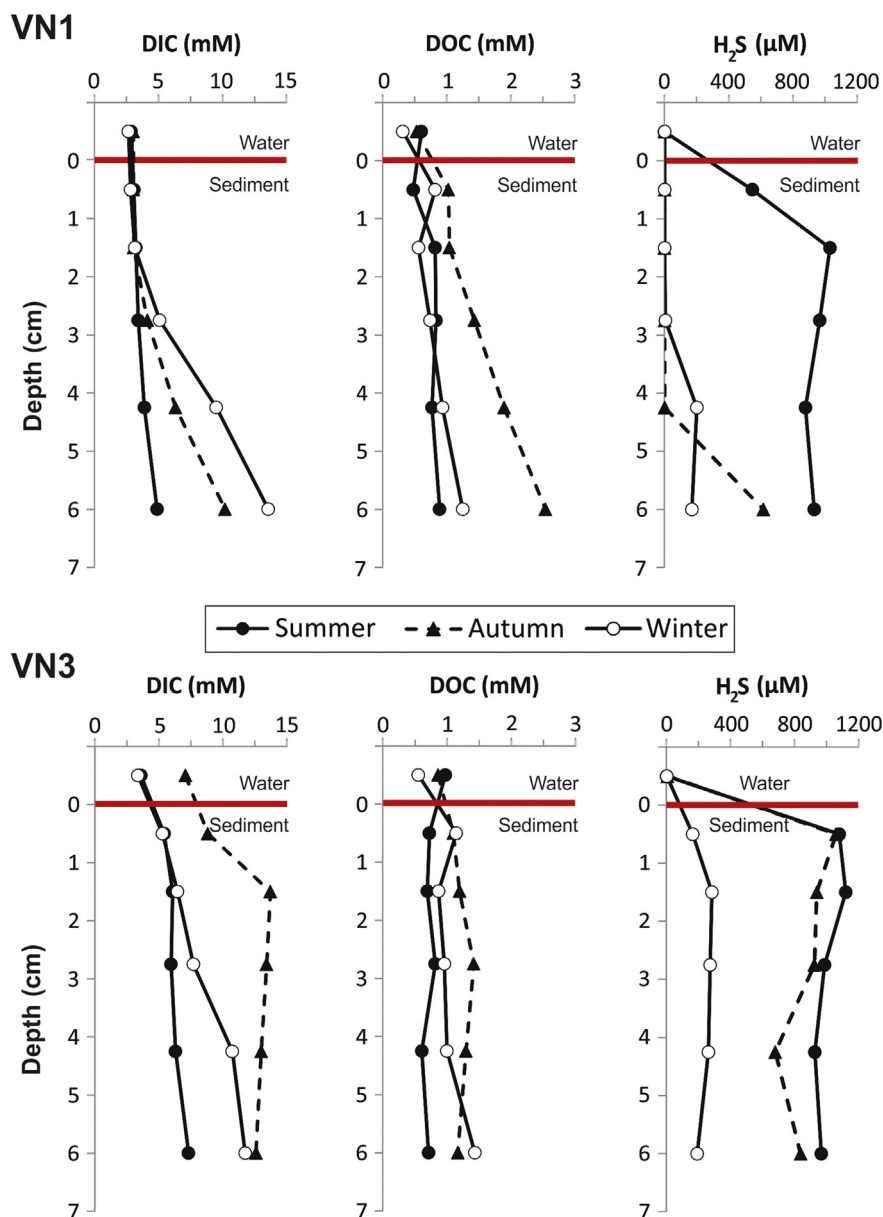 VN1
DIC (mM)
DOC (mM)
H₂S (µM)
0 5 10 15
0 1 2 3
0 400 800 1200
Water
Water
Water
0
0
0
Sediment
Sediment
Sediment
1
1
1
2
2
2
3
3
3
4
4
4
5
5
5
6
6
6
7
7
7
Depth (cm)
Summer Autumn Winter
VN3
DIC (mM)
DOC (mM)
H₂S (µM)
0 5 10 15
0 1 2 3
0 400 800 1200
Water
Water
Water
0
0
0
Sediment
Sediment
Sediment
1
1
1
2
2
2
3
3
3
4
4
4
5
5
5
6
6
6
7
7
7
Depth (cm)